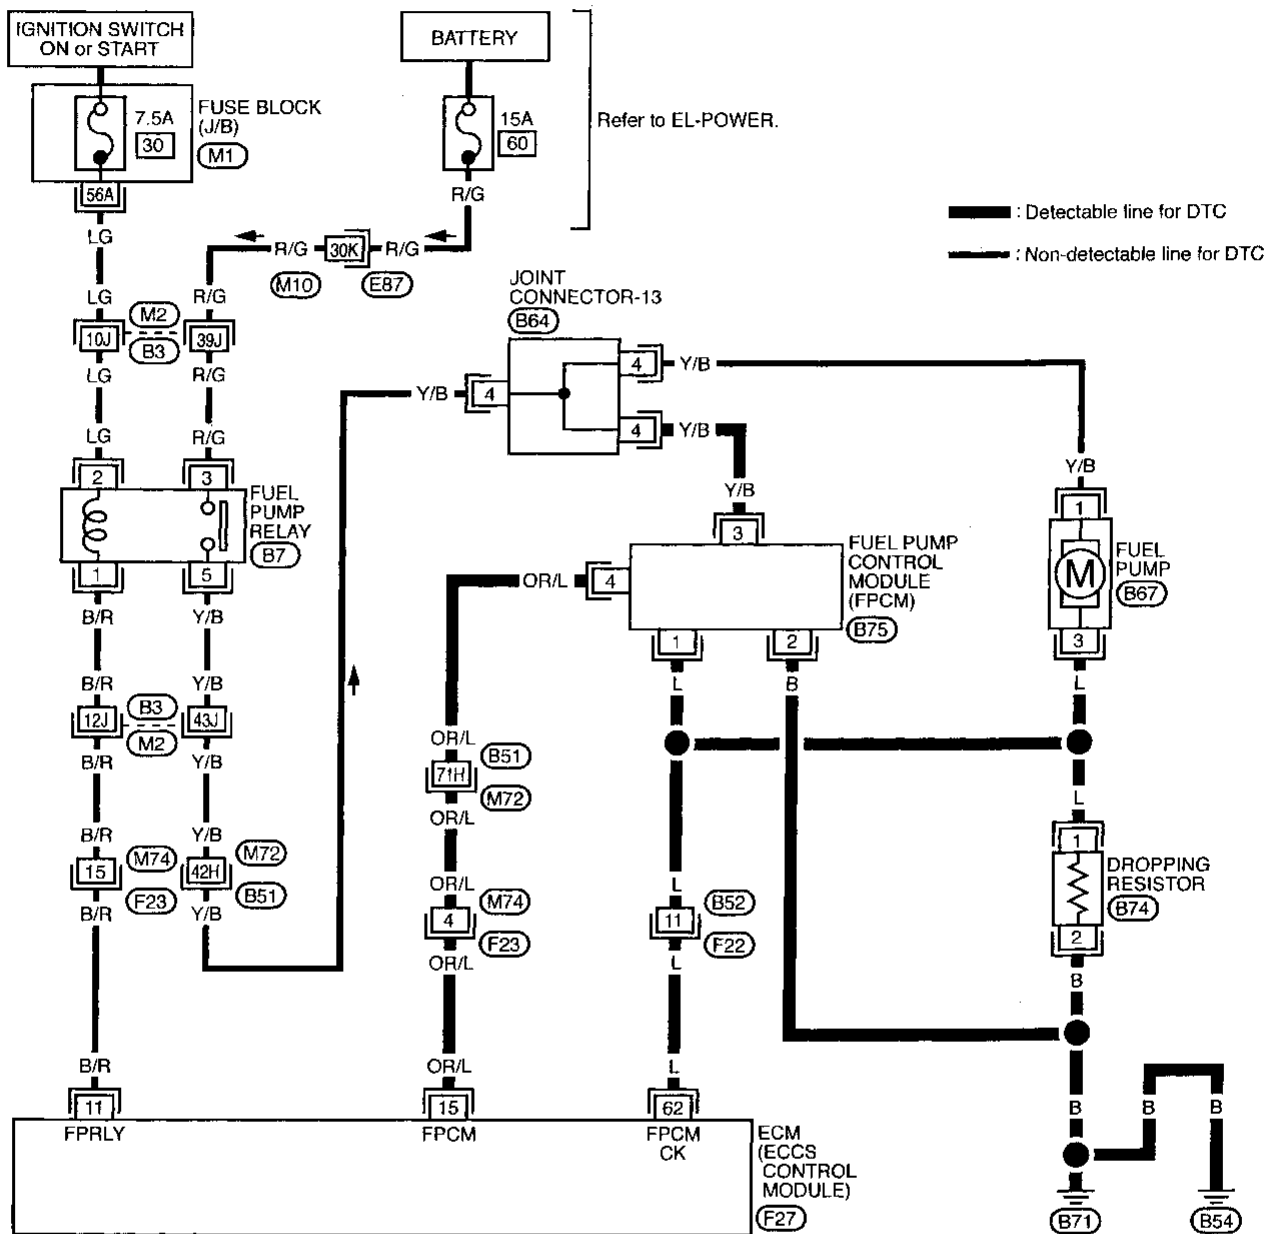 IGNITION SWITCH
ON or START
BATTERY
7.5A
30
FUSE BLOCK
(J/B)
M1
15A
60
Refer to EL-POWER.
56A
R/G
LG
R/G
30K
R/G
M10
E87
: Detectable line for DTC
: Non-detectable line for DTC
JOINT
CONNECTOR-13
B64
LG
R/G
10J
M2
B3
39J
LG
R/G
LG
R/G
Y/B
4
4
Y/B
4
Y/B
Y/B
Y/B
2
3
FUEL
PUMP
RELAY
B7
1
5
3
FUEL PUMP
CONTROL
MODULE
(FPCM)
B75
OR/L
4
1
2
1
M
FUEL
PUMP
B67
3
B/R
Y/B
B/R
Y/B
L
B
L
12J
B3
M2
43J
B/R
Y/B
OR/L
71H
B51
M72
OR/L
L
B/R
Y/B
15
M74
F23
42H
M72
B51
B/R
Y/B
OR/L
4
M74
F23
OR/L
L
11
B52
F22
L
1
DROPPING
RESISTOR
B74
2
B
B/R
OR/L
L
B
B
B
11
15
62
FPRLY
FPCM
FPCM
CK
ECM
(ECCS
CONTROL
MODULE)
F27
B71
B54